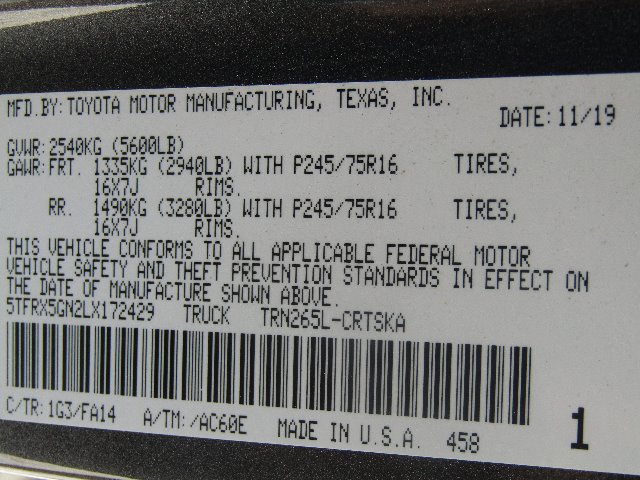 MFD.BY:TOYOTA MOTOR MANUFACTURING, TEXAS, INC.
DATE:11/19
GVWR:2540KG (5600LB)
GAWR:FRT. 1335KG (2940LB) WITH P245/75R16 TIRES,
16X7J RIMS.
RR. 1490KG (3280LB) WITH P245/75R16 TIRES,
16X7J RIMS.
THIS VEHICLE CONFORMS TO ALL APPLICABLE FEDERAL MOTOR
VEHICLE SAFETY AND THEFT PREVENTION STANDARDS IN EFFECT ON
THE DATE OF MANUFACTURE SHOWN ABOVE.
5TFRX5GN2LX172429 TRUCK TRN265L-CRTSKA
C/TR:1G3/FA14 A/TM:/AC60E MADE IN U.S.A. 458 1